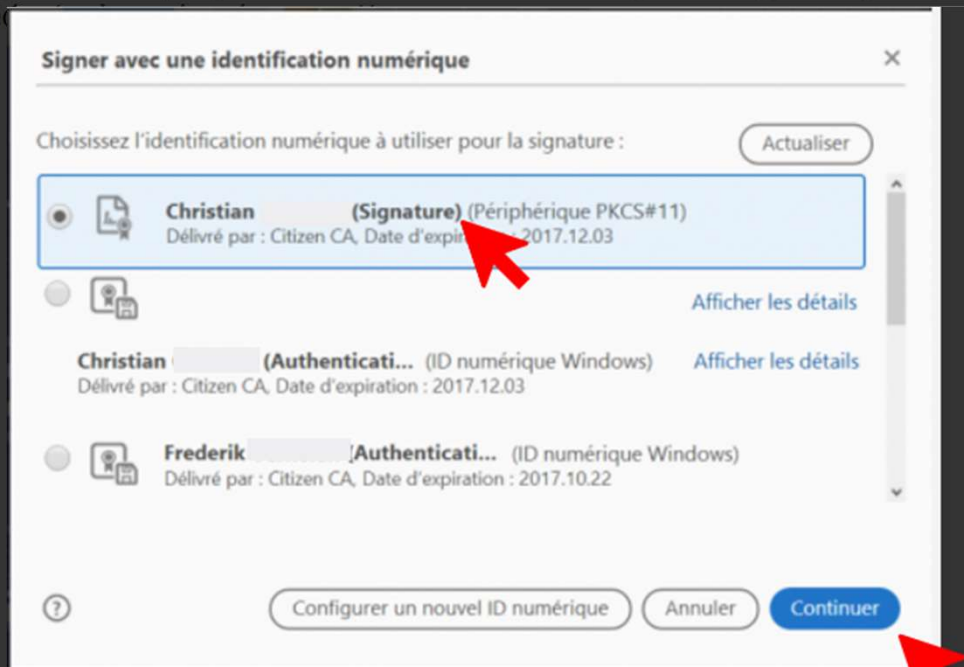 Signer avec une identification numérique
Choisissez l'identification numérique à utiliser pour la signature :
Actualiser
Christian (Signature) (Périphérique PKCS#11)
Délivré par : Citizen CA, Date d'expiration : 2017.12.03
Afficher les détails
Christian (Authenticati... (ID numérique Windows)
Afficher les détails
Délivré par : Citizen CA, Date d'expiration : 2017.12.03
Frederik (Authenticati... (ID numérique Windows)
Délivré par : Citizen CA, Date d'expiration : 2017.10.22
Configurer un nouvel ID numérique
Annuler
Continuer